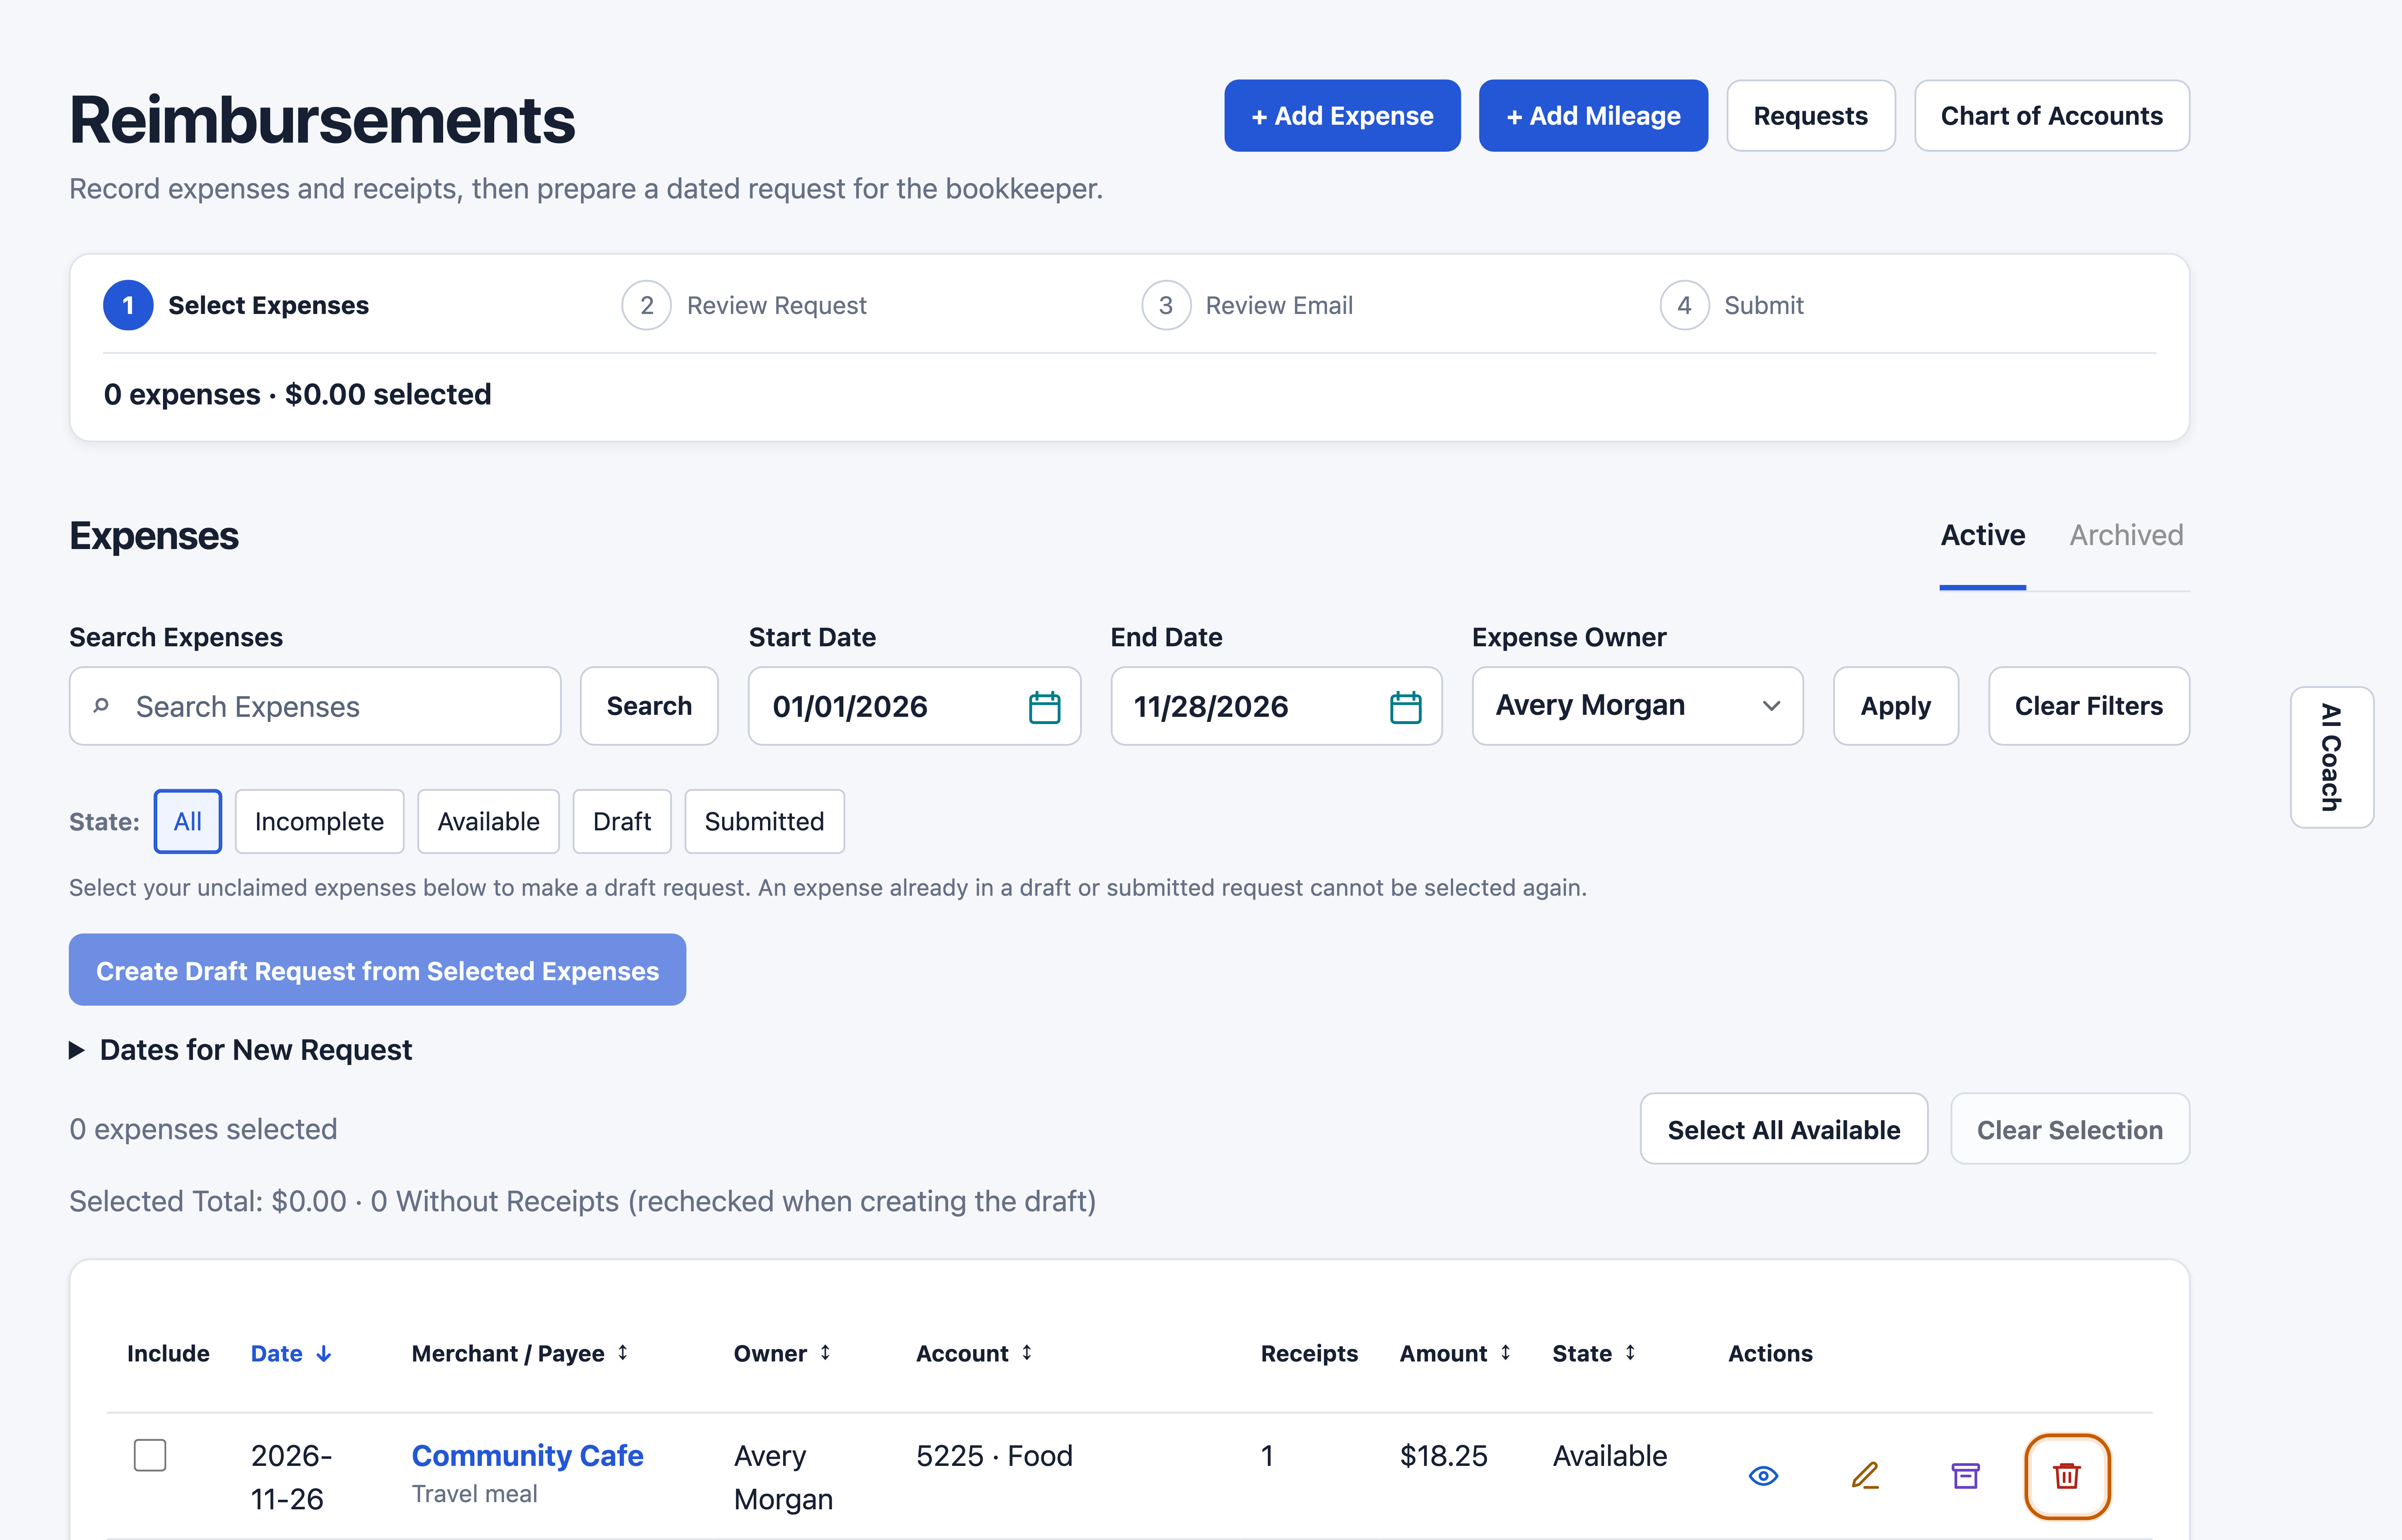 Reimbursements
+ Add Expense
+ Add Mileage
Requests
Chart of Accounts
Record expenses and receipts, then prepare a dated request for the bookkeeper.
1 Select Expenses
2 Review Request
3 Review Email
4 Submit
0 expenses · $0.00 selected
Expenses
Active
Archived
Search Expenses
Start Date
End Date
Expense Owner
Search Expenses
Search
01/01/2026
11/28/2026
Avery Morgan
Apply
Clear Filters
AI Coach
State:
All
Incomplete
Available
Draft
Submitted
Select your unclaimed expenses below to make a draft request. An expense already in a draft or submitted request cannot be selected again.
Create Draft Request from Selected Expenses
Dates for New Request
0 expenses selected
Select All Available
Clear Selection
Selected Total: $0.00 · 0 Without Receipts (rechecked when creating the draft)
Include
Date
Merchant / Payee
Owner
Account
Receipts
Amount
State
Actions
2026-
11-26
Community Cafe
Travel meal
Avery
Morgan
5225 · Food
1
$18.25
Available